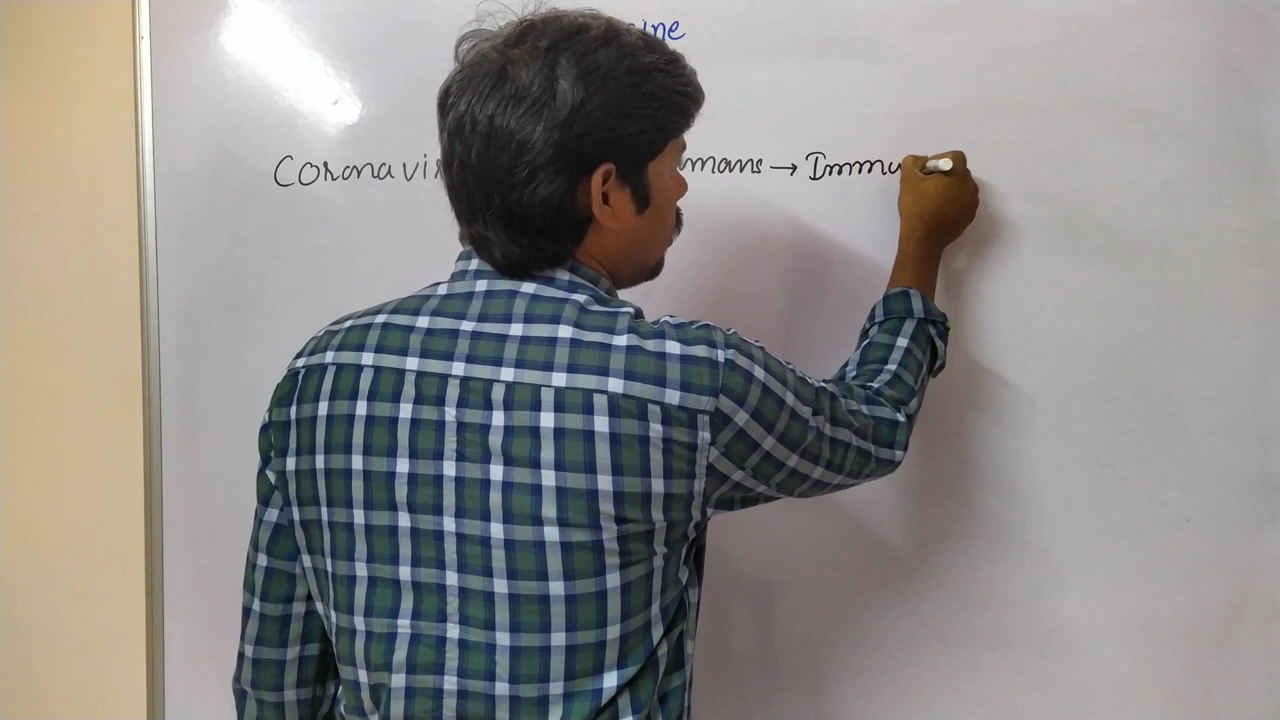 ine
Coronavi mans → Immu